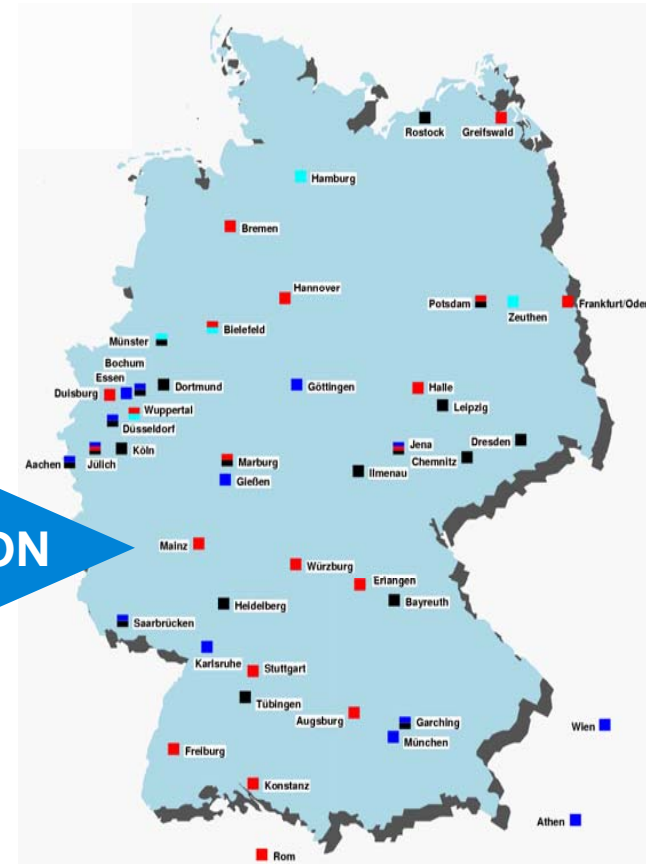 Rostock
Greifswald
Hamburg
Bremen
Hannover
Potsdam
Zeuthen
Frankfurt/Oder
Bielefeld
Münster
Bochum
Essen
Dortmund
Göttingen
Halle
Duisburg
Leipzig
Wuppertal
Düsseldorf
Dresden
Jena
Köln
Marburg
Chemnitz
Aachen
Jülich
Ilmenau
Gießen
ON
Mainz
Würzburg
Erlangen
Heidelberg
Bayreuth
Saarbrücken
Karlsruhe
Stuttgart
Tübingen
Augsburg
Garching
Wien
München
Freiburg
Konstanz
Athen
Rom